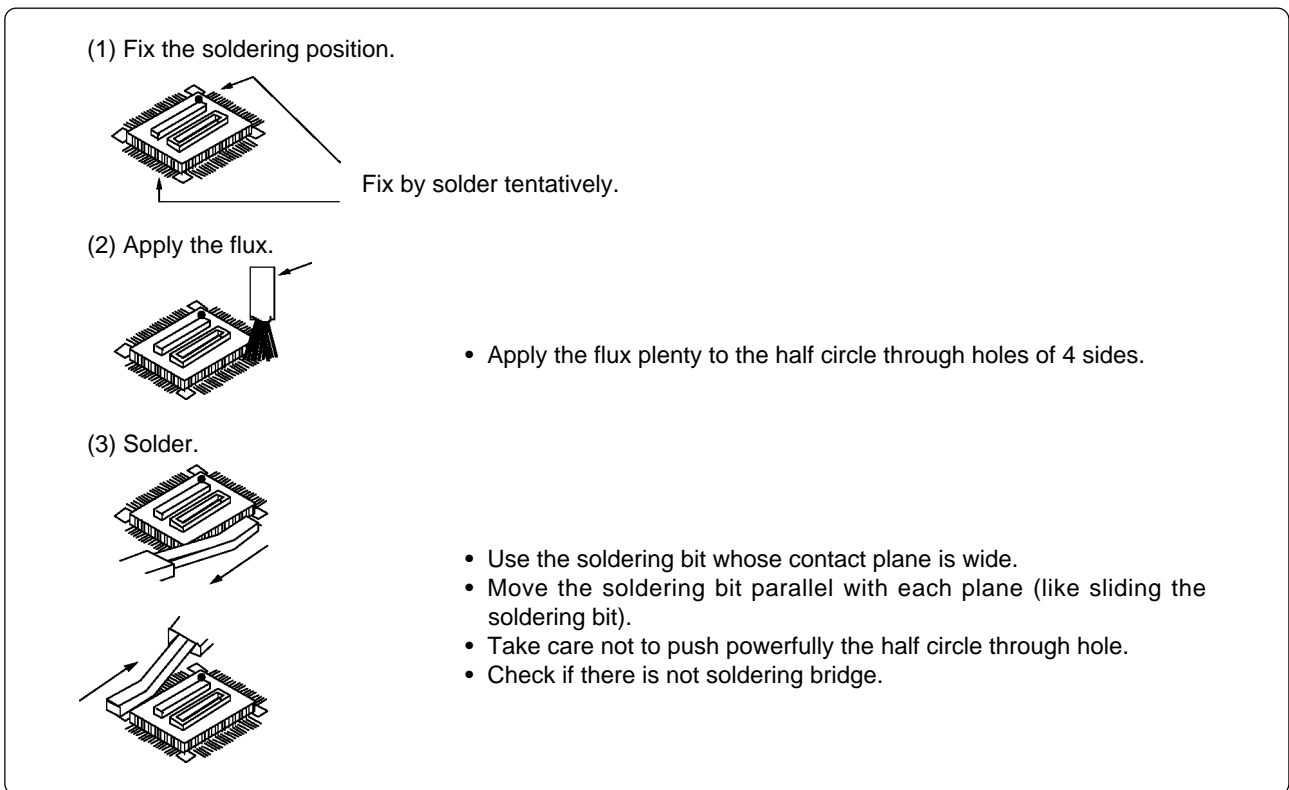 (1) Fix the soldering position.
Fix by solder tentatively.
(2) Apply the flux.
• Apply the flux plenty to the half circle through holes of 4 sides.
(3) Solder.
• Use the soldering bit whose contact plane is wide.
• Move the soldering bit parallel with each plane (like sliding the
soldering bit).
• Take care not to push powerfully the half circle through hole.
• Check if there is not soldering bridge.